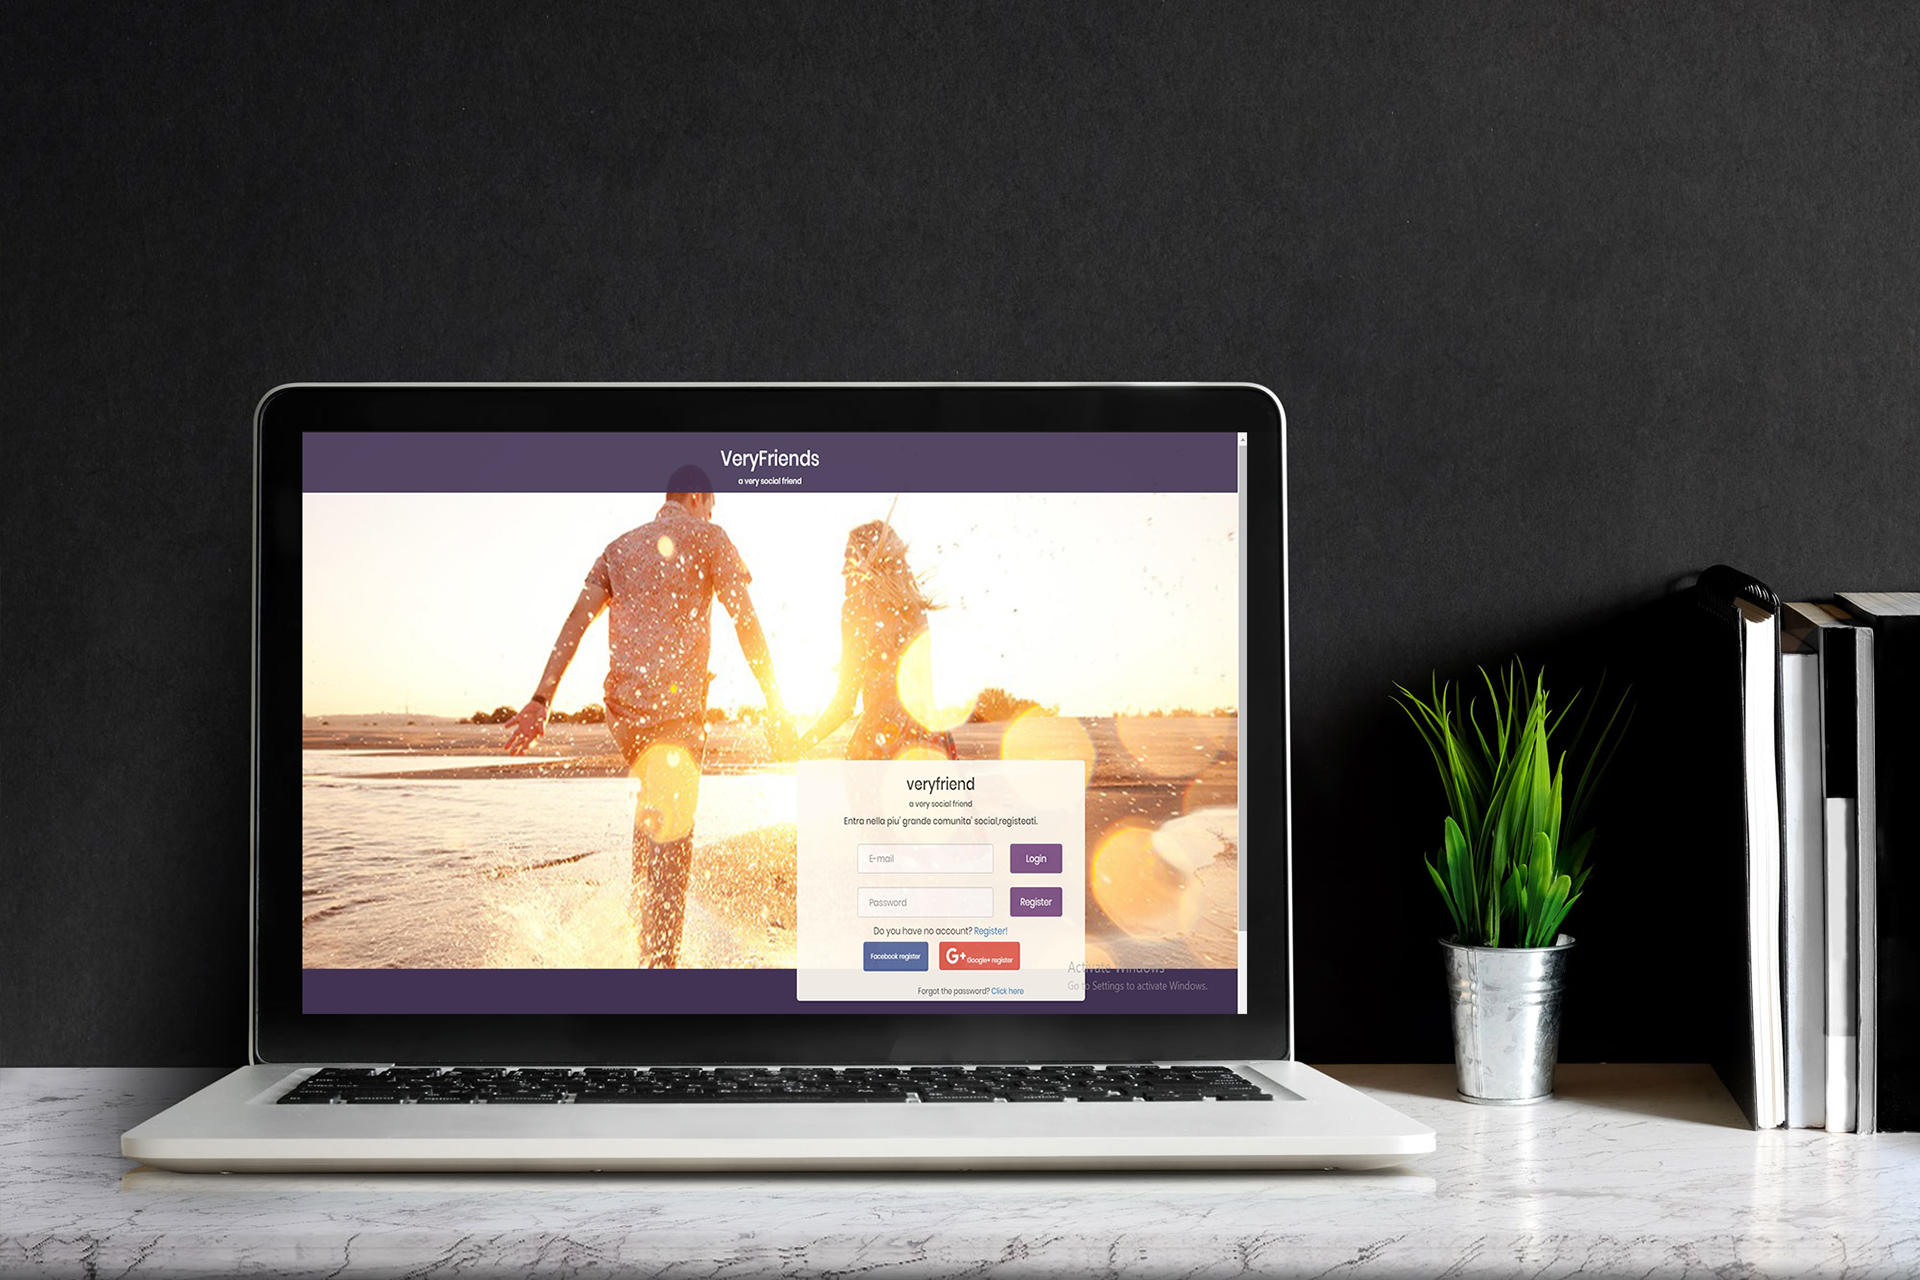 VeryFriends
a very social friend
veryfriend
a very social friend
Entra nella piu' grande comunita' social,registeati.
E-mail
Login
Password
Register
Do you have no account? Register!
Facebook register
G+ Google+ register
Activate Windows
Go to Settings to activate Windows.
Forgot the password? Click here